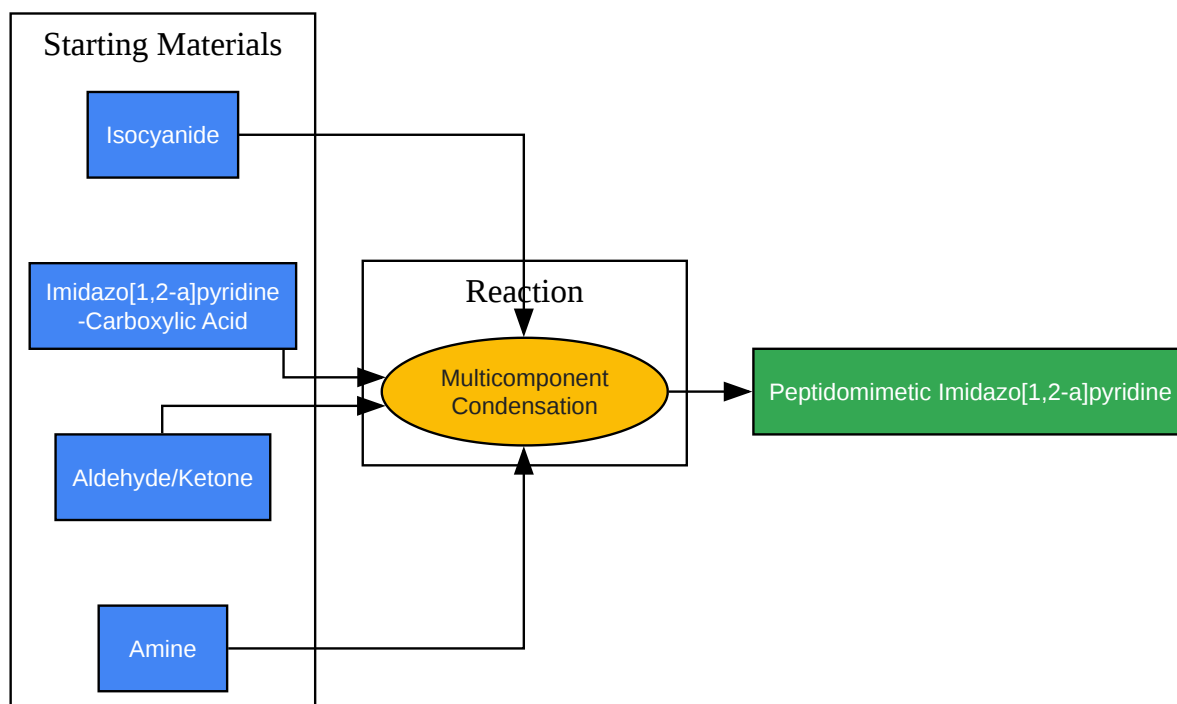 Starting Materials
Isocyanide
Imidazo[1,2-a]pyridine
-Carboxylic Acid
Aldehyde/Ketone
Amine
Reaction
Multicomponent
Condensation
Peptidomimetic Imidazo[1,2-a]pyridine